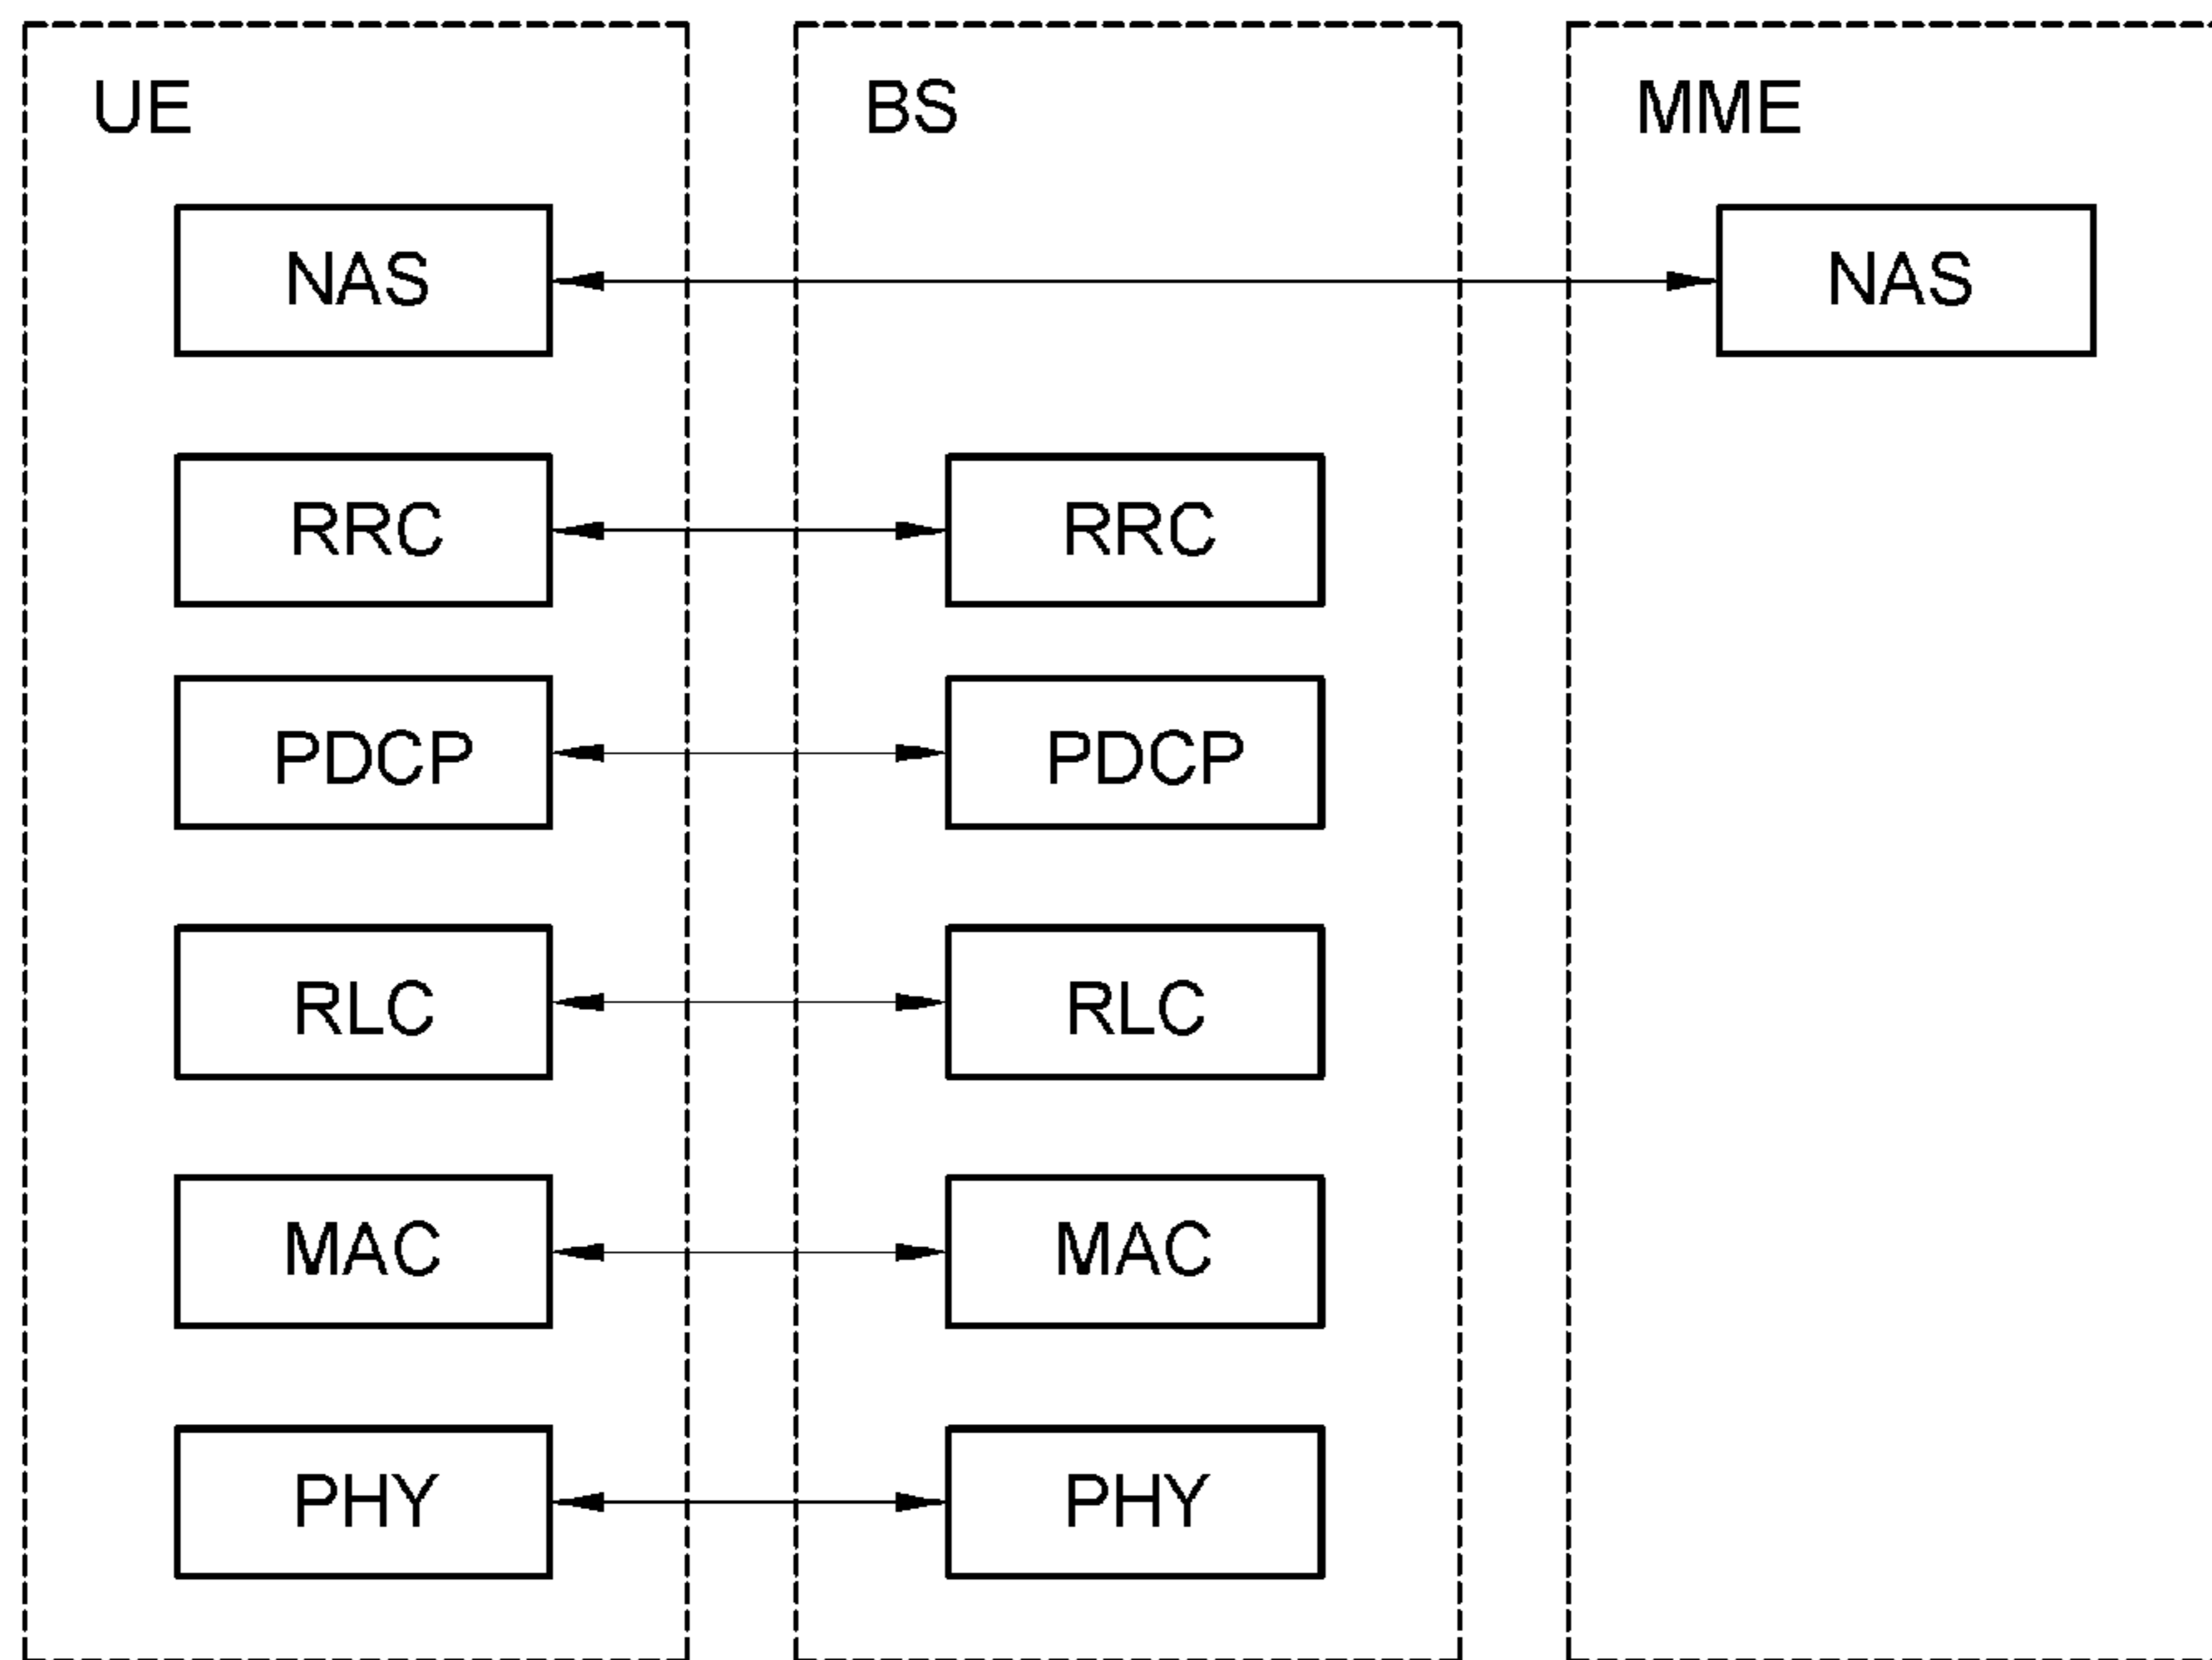 UE BS MME
NAS NAS
RRC RRC
PDCP PDCP
RLC RLC
MAC MAC
PHY PHY